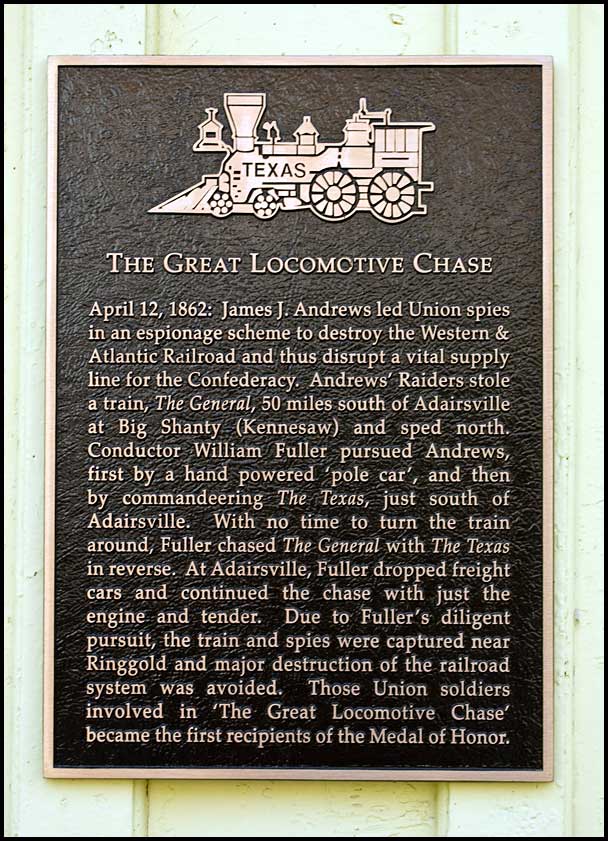 TEXAS
THE GREAT LOCOMOTIVE CHASE
April 12, 1862: James J. Andrews led Union spies
in an espionage scheme to destroy the Western &
Atlantic Railroad and thus disrupt a vital supply
line for the Confederacy. Andrews' Raiders stole
a train, The General, 50 miles south of Adairsville
at Big Shanty (Kennesaw) and sped north.
Conductor William Fuller pursued Andrews,
first by a hand powered 'pole car', and then
by commandeering The Texas, just south of
Adairsville. With no time to turn the train
around, Fuller chased The General with The Texas
in reverse. At Adairsville, Fuller dropped freight
cars and continued the chase with just the
engine and tender. Due to Fuller's diligent
pursuit, the train and spies were captured near
Ringgold and major destruction of the railroad
system was avoided. Those Union soldiers
involved in 'The Great Locomotive Chase'
became the first recipients of the Medal of Honor.